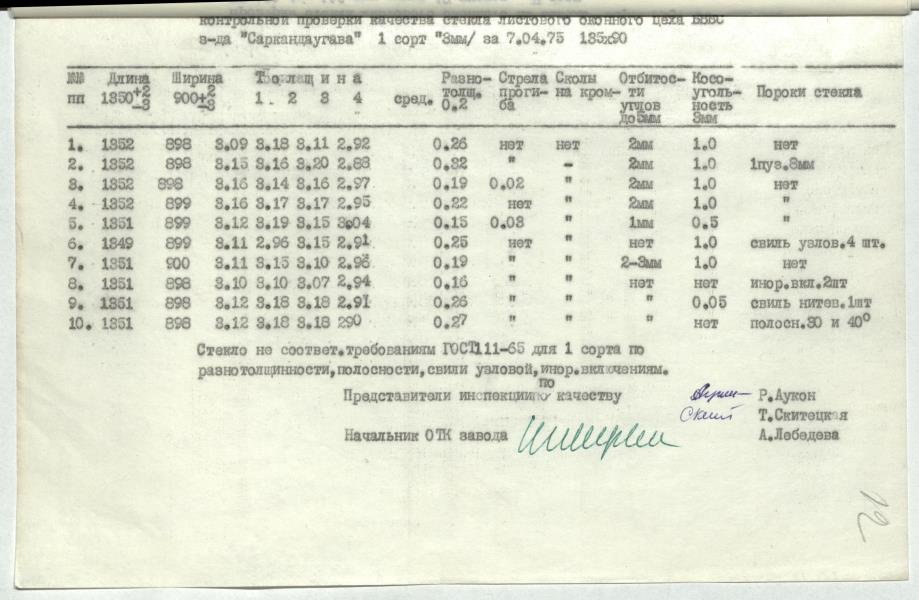 контрольной проверки качества стекла листового оконного цеха ВВВС
з-да "Саркандаугава" 1 сорт "3мм/ за 7.04.75 135х90
№№ Длина Ширина Т о л щ и н а Разно- Стрела Сколы Отбитос- Косо-
пп 1350+2-3 900+2-3 1. 2 3 4 сред. толщ. проги- на кром- ти уголь- Пороки стекла
0.2 ба углов ность
до5мм 3мм
1. 1352 898 3.09 3.18 3.11 2.92 0.26 нет нет 2мм 1.0 нет
2. 1352 898 3.15 3.16 3.20 2.88 0.32 " - 2мм 1.0 1пуз.8мм
3. 1352 898 3.16 3.14 3.16 2.97 0.19 0.02 " 2мм 1.0 нет
4. 1352 899 3.16 3.17 3.17 2.95 0.22 нет " 2мм 1.0 "
5. 1351 899 3.12 3.19 3.15 3.04 0.15 0.03 " 1мм 0.5 "
6. 1349 899 3.11 2.96 3.15 2.91 0.25 нет " нет 1.0 свиль узлов.4 шт.
7. 1351 900 3.11 3.15 3.10 2.96 0.19 " " 2-3мм 1.0 нет
8. 1351 898 3.10 3.10 3.07 2.94 0.16 " " нет нет инор.вкл.2шт
9. 1351 898 3.12 3.18 3.18 2.91 0.26 " " " 0.05 свиль нитев.1шт
10. 1351 898 3.12 3.18 3.18 290 0.27 " " " нет полосн.30 и 40°
Стекло не соответ.требованиям ГОСТ111-65 для 1 сорта по
разнотолщинности,полосности,свили узловой,инор.включениям.
по
Представители инспекции качеству Р.Аукон
Скит Т.Скитецкая
Начальник ОТК завода А.Лебедева